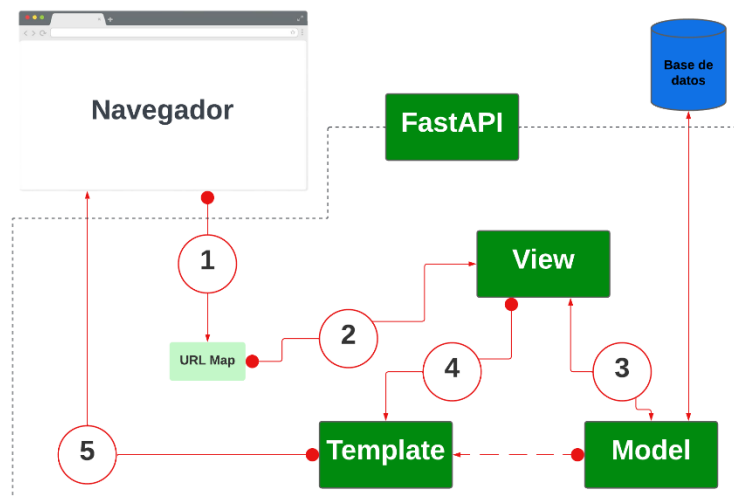 Navegador
Base de
datos
FastAPI
1
View
2
URL Map
4
3
5
Template
Model